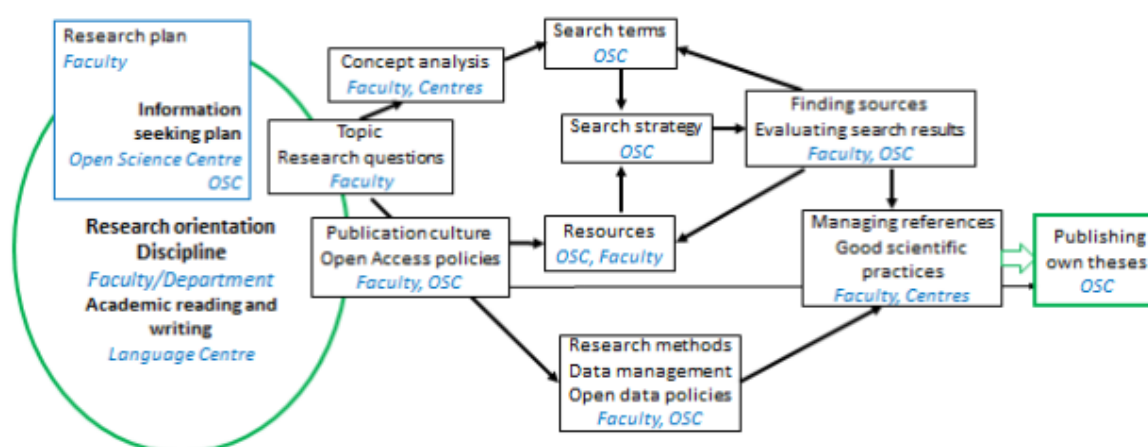 Research plan
Faculty
Information
seeking plan
Open Science Centre
OSC
Research orientation
Discipline
Faculty/Department
Academic reading and
writing
Language Centre
Topic
Research questions
Faculty
Concept analysis
Faculty, Centres
Publication culture
Open Access policies
Faculty, OSC
Search terms
OSC
Search strategy
OSC
Resources
OSC, Faculty
Research methods
Data management
Open data policies
Faculty, OSC
Finding sources
Evaluating search results
Faculty, OSC
Managing references
Good scientific
practices
Faculty, Centres
Publishing
own theses
OSC